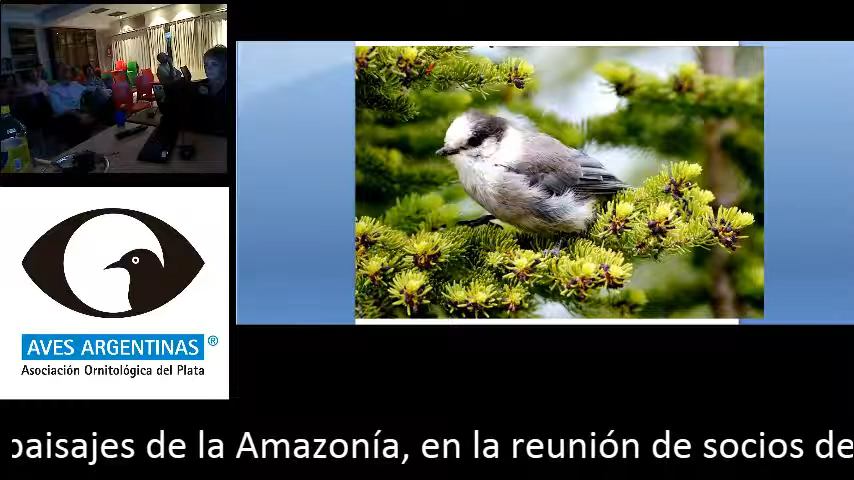 AVES ARGENTINAS ®
Asociación Ornitológica del Plata
paisajes de la Amazonía, en la reunión de socios de